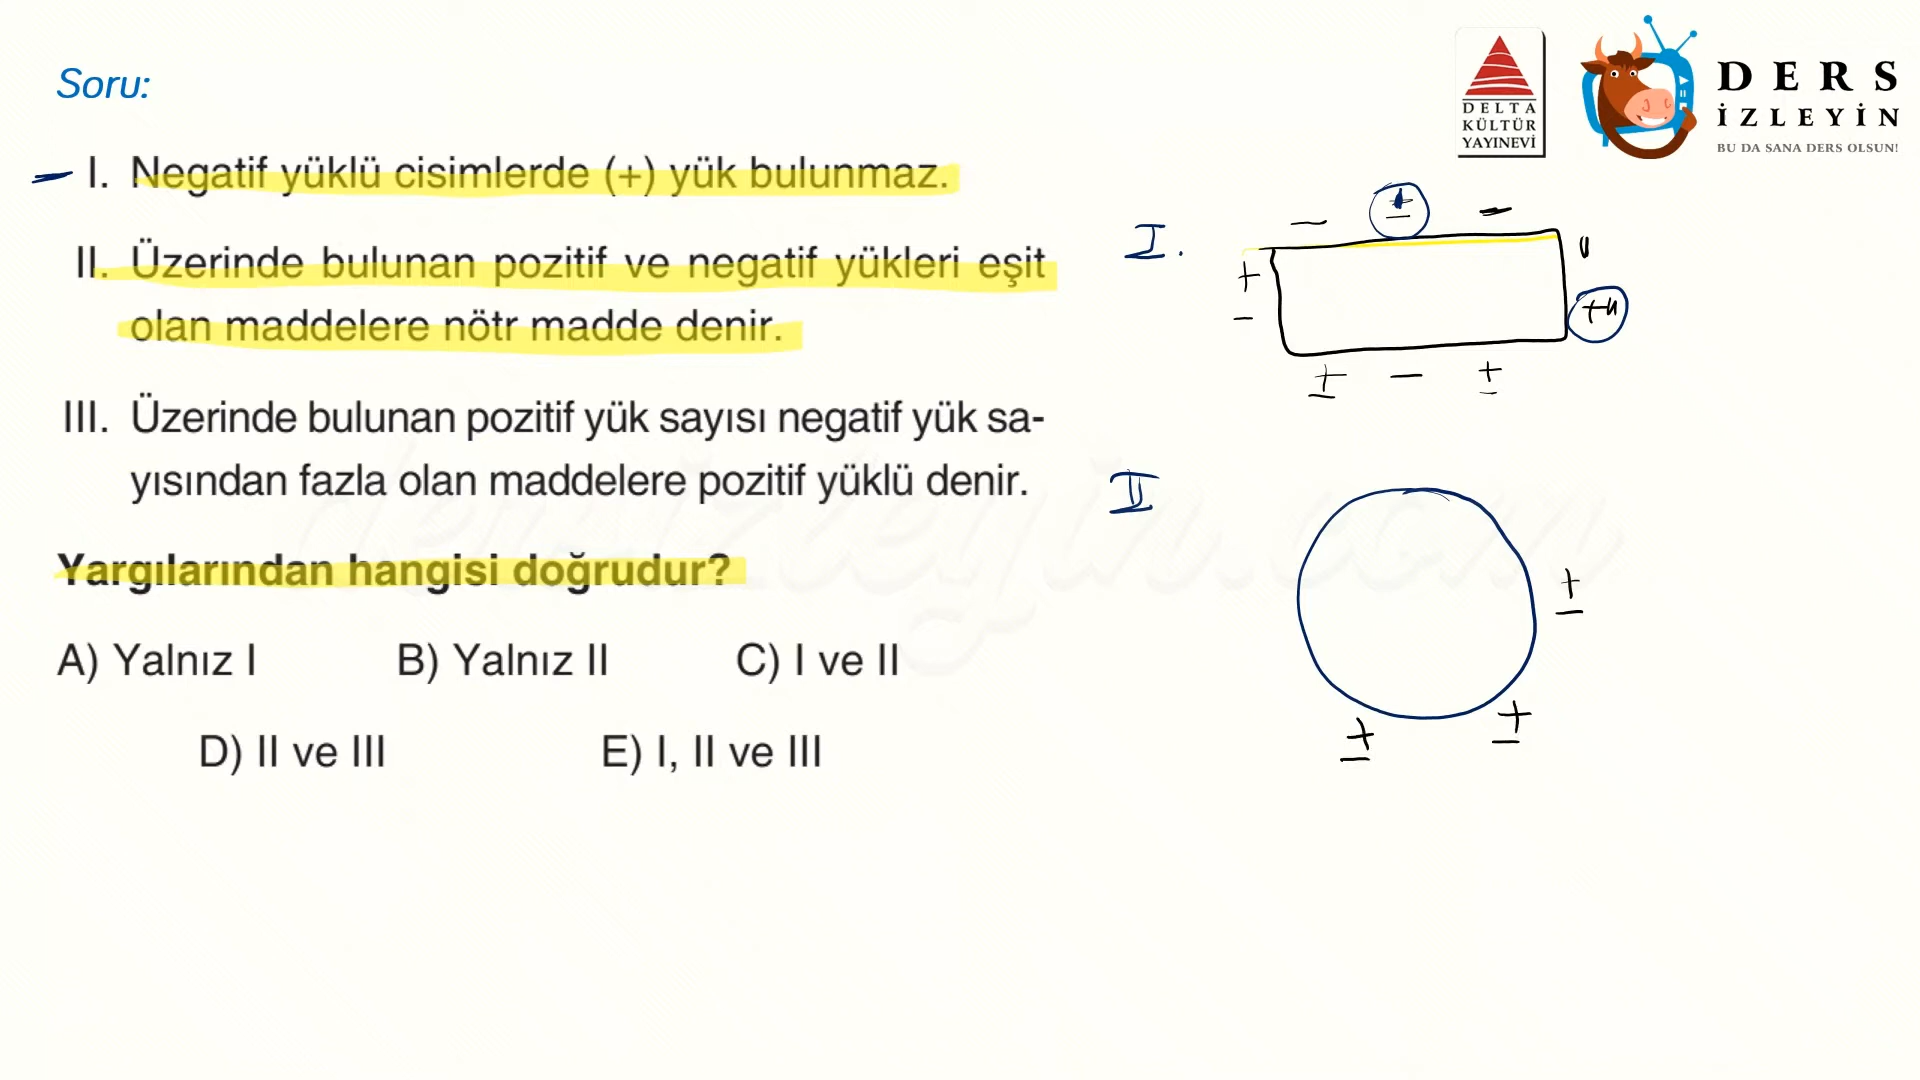 Soru:
DELTA
KÜLTÜR
YAYINEVİ
DERS
İZLEYİN
BU DA SANA DERS OLSUN!
I. Negatif yüklü cisimlerde (+) yük bulunmaz.
II. Üzerinde bulunan pozitif ve negatif yükleri eşit
olan maddelere nötr madde denir.
III. Üzerinde bulunan pozitif yük sayısı negatif yük sa-
yısından fazla olan maddelere pozitif yüklü denir.
Yargılarından hangisi doğrudur?
A) Yalnız I B) Yalnız II C) I ve II
D) II ve III E) I, II ve III
I.
− ± −
+
−
± − ±
II
±
± ±
dersizleyin.com